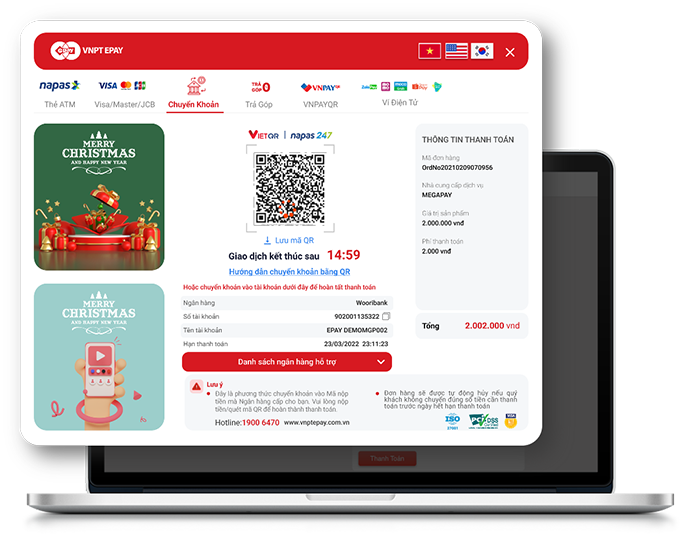 VNPT EPAY
napas
VISA
JCB
TRẢ GÓP 0
VNPAYQR
Thẻ ATM
Visa/Master/JCB
Chuyển Khoản
Trả Góp
VNPAYQR
Ví Điện Tử
MERRY
CHRISTMAS
AND HAPPY NEW YEAR
MERRY
CHRISTMAS
AND HAPPY NEW YEAR
VIETQR | napas 247
Lưu mã QR
Giao dịch kết thúc sau 14:59
Hướng dẫn chuyển khoản bằng QR
Hoặc chuyển khoản vào tài khoản dưới đây để hoàn tất thanh toán
Ngân hàng Wooribank
Số tài khoản 902001135322
Tên tài khoản EPAY DEMOMGP002
Hạn thanh toán 23/03/2022 23:11:23
Danh sách ngân hàng hỗ trợ
THÔNG TIN THANH TOÁN
Mã đơn hàng
OrdNo20210209070956
Nhà cung cấp dịch vụ
MEGAPAY
Giá trị sản phẩm
2.000.000 vnđ
Phí thanh toán
2.000 vnđ
Tổng 2.002.000 vnd
Lưu ý
Đây là phương thức chuyển khoản vào Mã nộp
tiền mà Ngân hàng cấp cho bạn. Vui lòng nộp
tiền/quét mã QR để hoàn thành thanh toán.
Đơn hàng sẽ được tự động hủy nếu quý
khách không chuyển đúng số tiền cần thanh
toán trước ngày hết hạn thanh toán
Hotline:1900 6470 www.vnptepay.com.vn
ISO
27001
PCI DSS
VISA
Thanh Toán